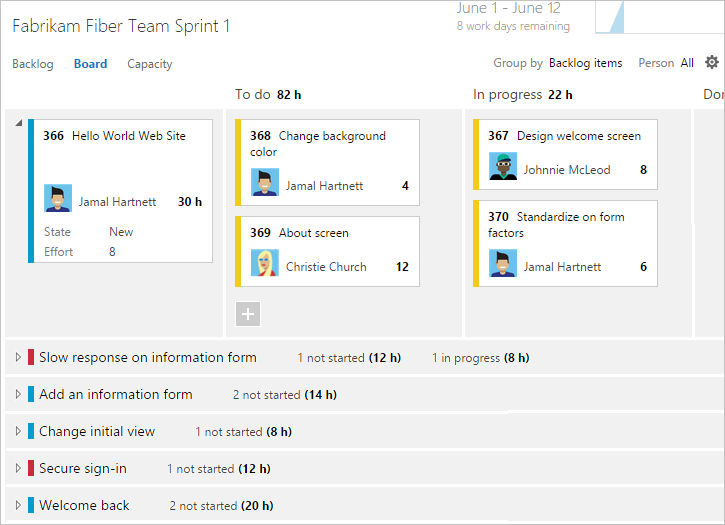 Fabrikam Fiber Team Sprint 1
June 1 - June 12
8 work days remaining
Backlog Board Capacity
Group by Backlog items Person All
To do 82 h
In progress 22 h
366 Hello World Web Site
Jamal Hartnett 30 h
State New
Effort 8
368 Change background
color
Jamal Hartnett 4
369 About screen
Christie Church 12
367 Design welcome screen
Johnnie McLeod 8
370 Standardize on form
factors
Jamal Hartnett 6
Slow response on information form 1 not started (12 h) 1 in progress (8 h)
Add an information form 2 not started (14 h)
Change initial view 1 not started (8 h)
Secure sign-in 1 not started (12 h)
Welcome back 2 not started (20 h)